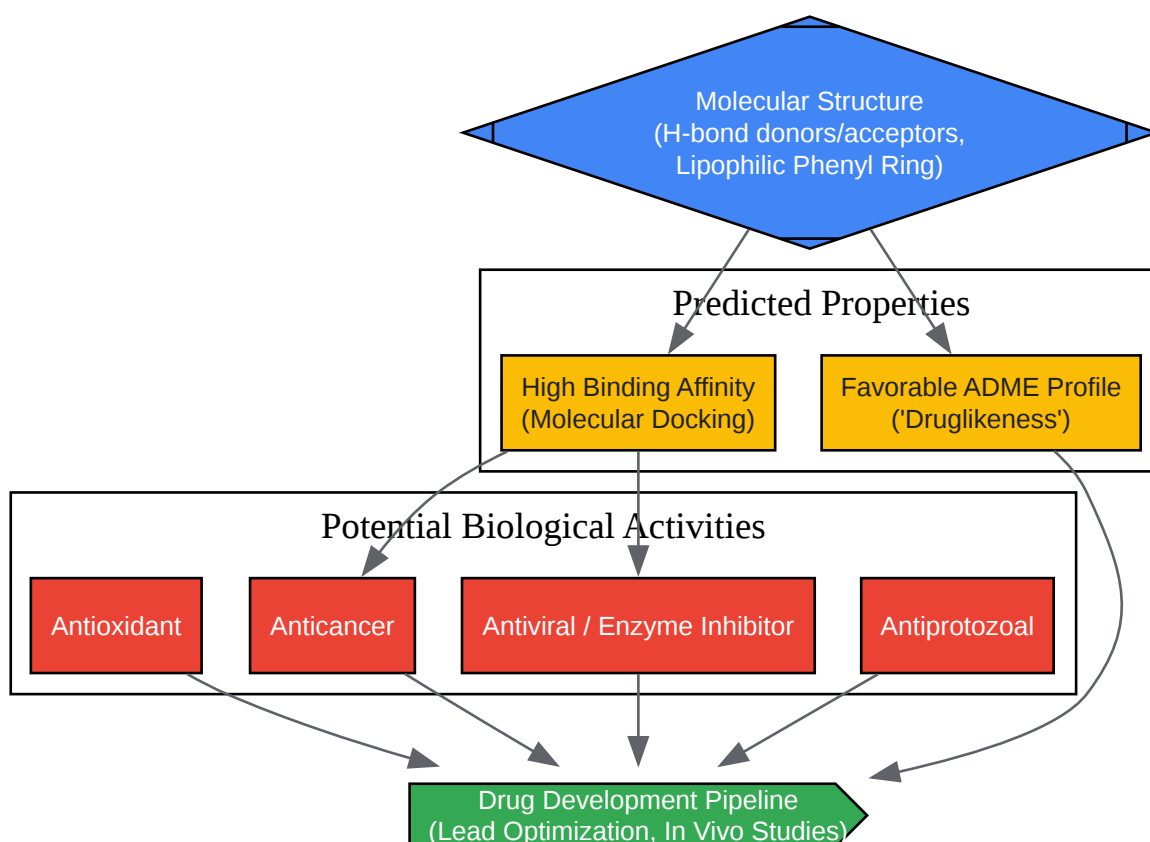 Molecular Structure
(H-bond donors/acceptors,
Lipophilic Phenyl Ring)
Predicted Properties
High Binding Affinity
(Molecular Docking)
Favorable ADME Profile
('Druglikeness')
Potential Biological Activities
Antioxidant
Anticancer
Antiviral / Enzyme Inhibitor
Antiprotozoal
Drug Development Pipeline
(Lead Optimization, In Vivo Studies)